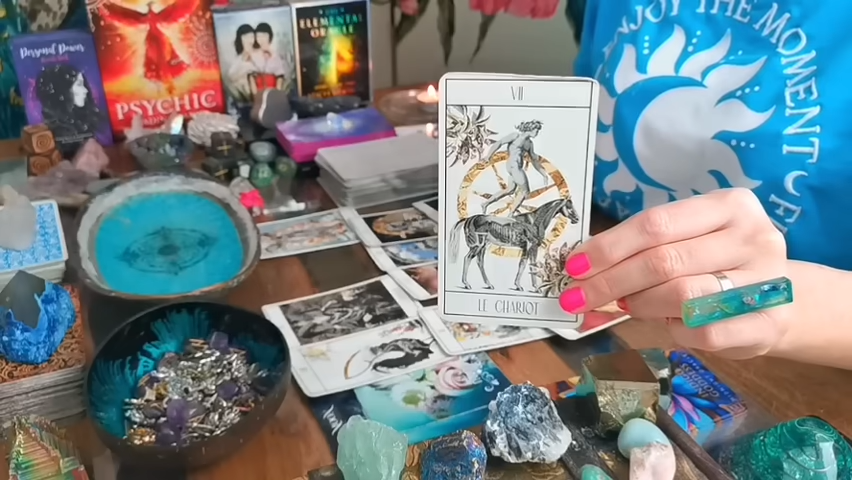 Personal Power
PSYCHIC
ELEMENTAL
ORACLE
VII
LE CHARIOT
ENJOY THE MOMENT